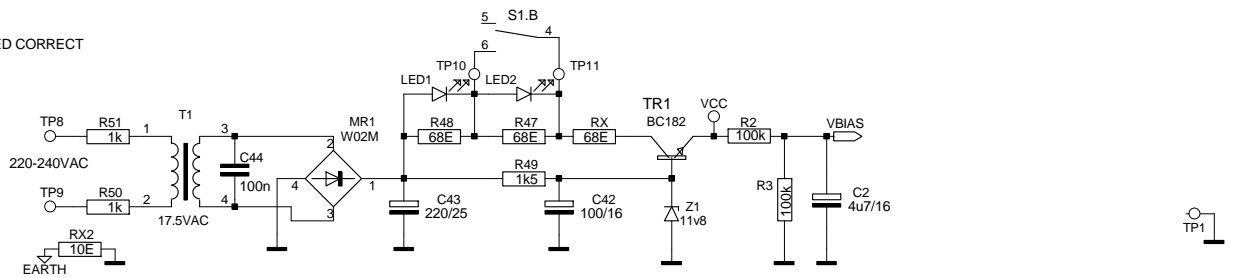 5 S1.B 4
ED CORRECT
6
TP10 TP11
LED1 LED2
T1 TR1
MR1 BC182 VCC
TP8 R51 1 3 W02M R48 R47 RX R2 VBIAS
1k 2 68E 68E 68E 100k
220-240VAC C44 R49
100n 4 1 1k5 R3 C2
TP9 R50 2 4 C43 C42 Z1 100k 4u7/16
1k 3 220/25 100/16 11v8
17.5VAC TP1
RX2
10E
EARTH